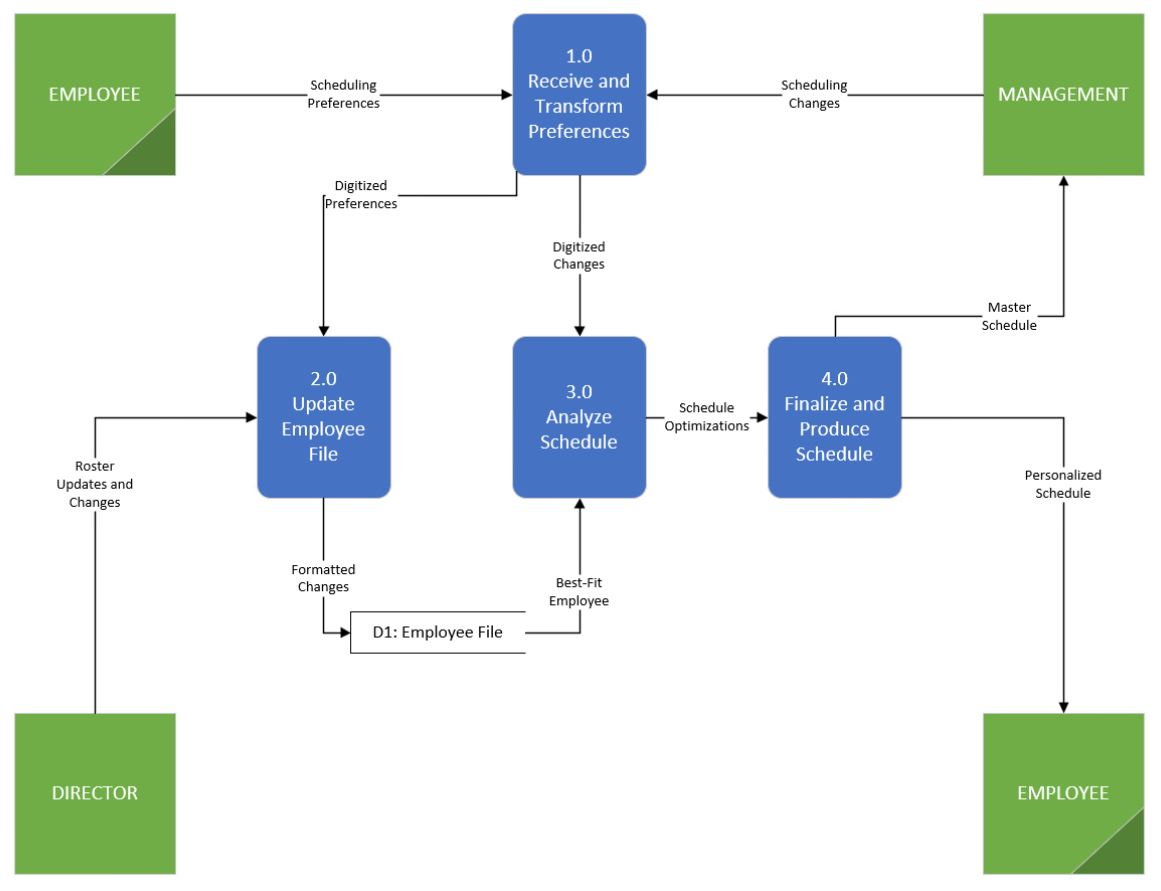 EMPLOYEE
Scheduling
Preferences
1.0
Receive and
Transform
Preferences
Scheduling
Changes
MANAGEMENT
Digitized
Preferences
Digitized
Changes
Master
Schedule
2.0
Update
Employee
File
3.0
Analyze
Schedule
Schedule
Optimizations
4.0
Finalize and
Produce
Schedule
Roster
Updates and
Changes
Personalized
Schedule
Formatted
Changes
Best-Fit
Employee
D1: Employee File
DIRECTOR
EMPLOYEE